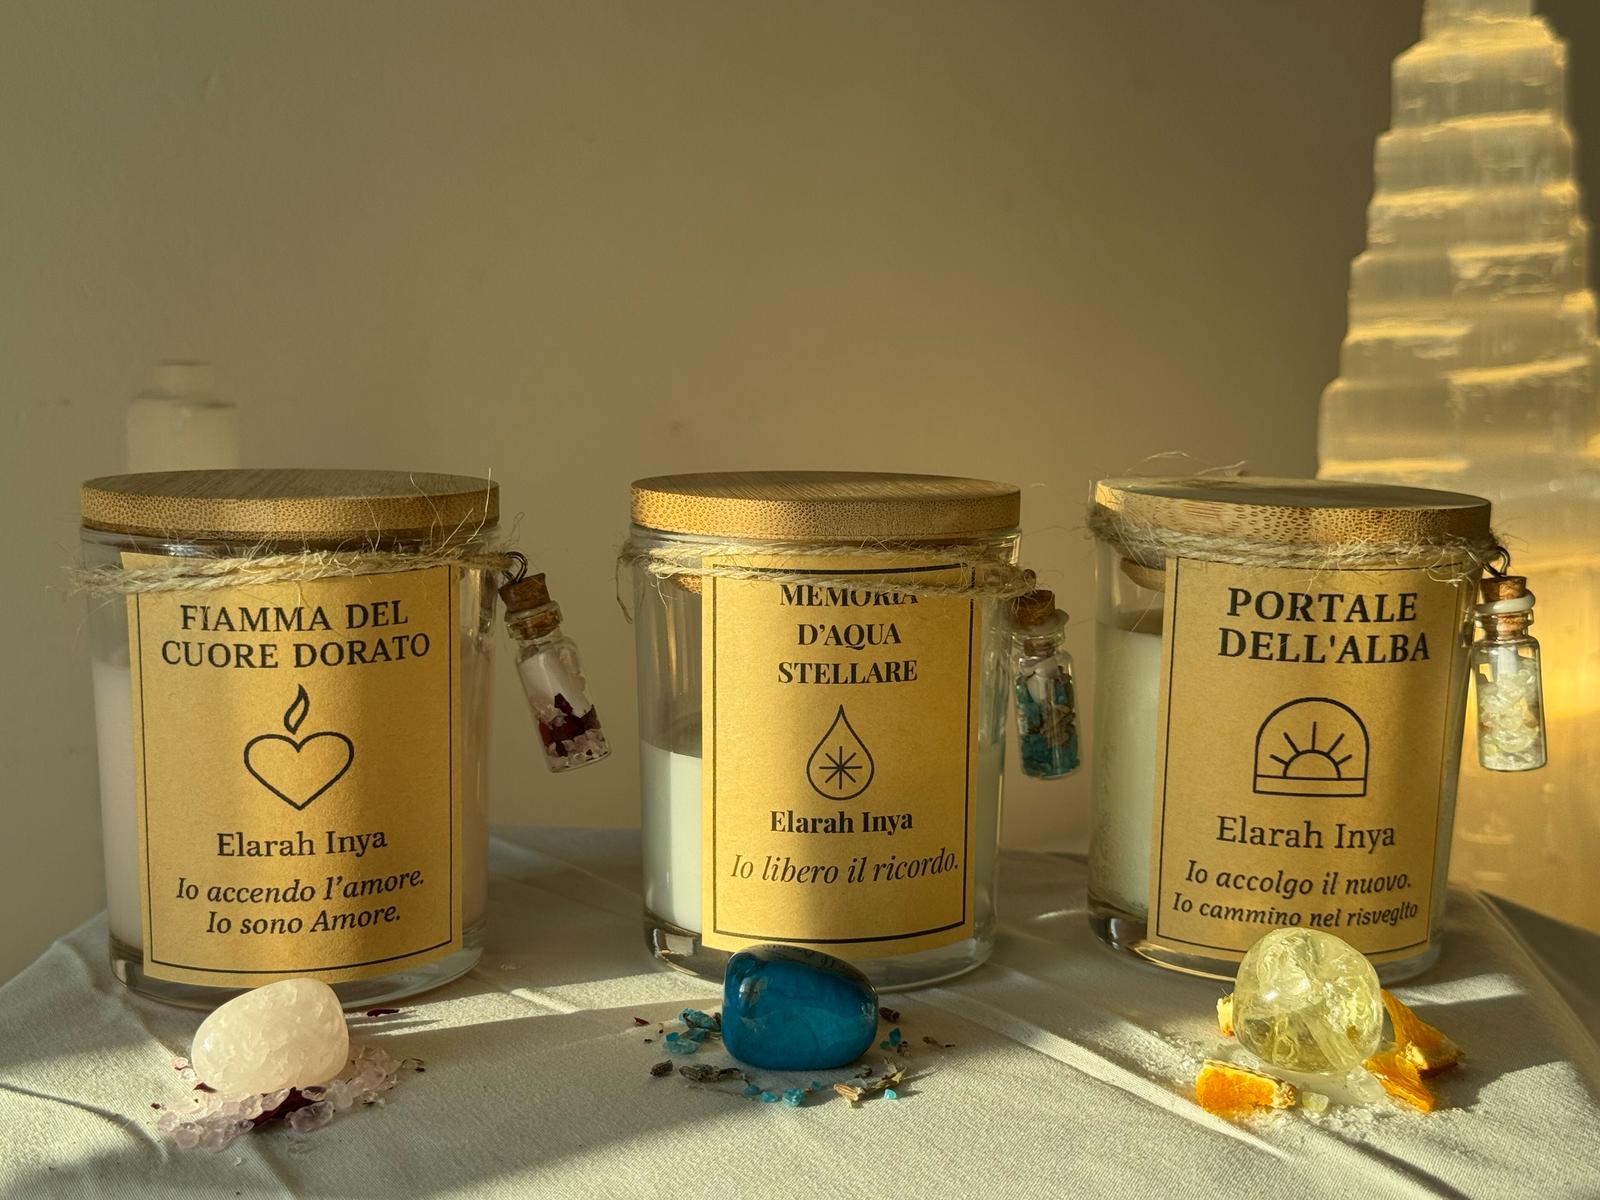 FIAMMA DEL
CUORE DORATO
Elarah Inya
Io accendo l'amore.
Io sono Amore.
MEMORIA
D'AQUA
STELLARE
Elarah Inya
Io libero il ricordo.
PORTALE
DELL'ALBA
Elarah Inya
Io accolgo il nuovo.
Io cammino nel risveglto